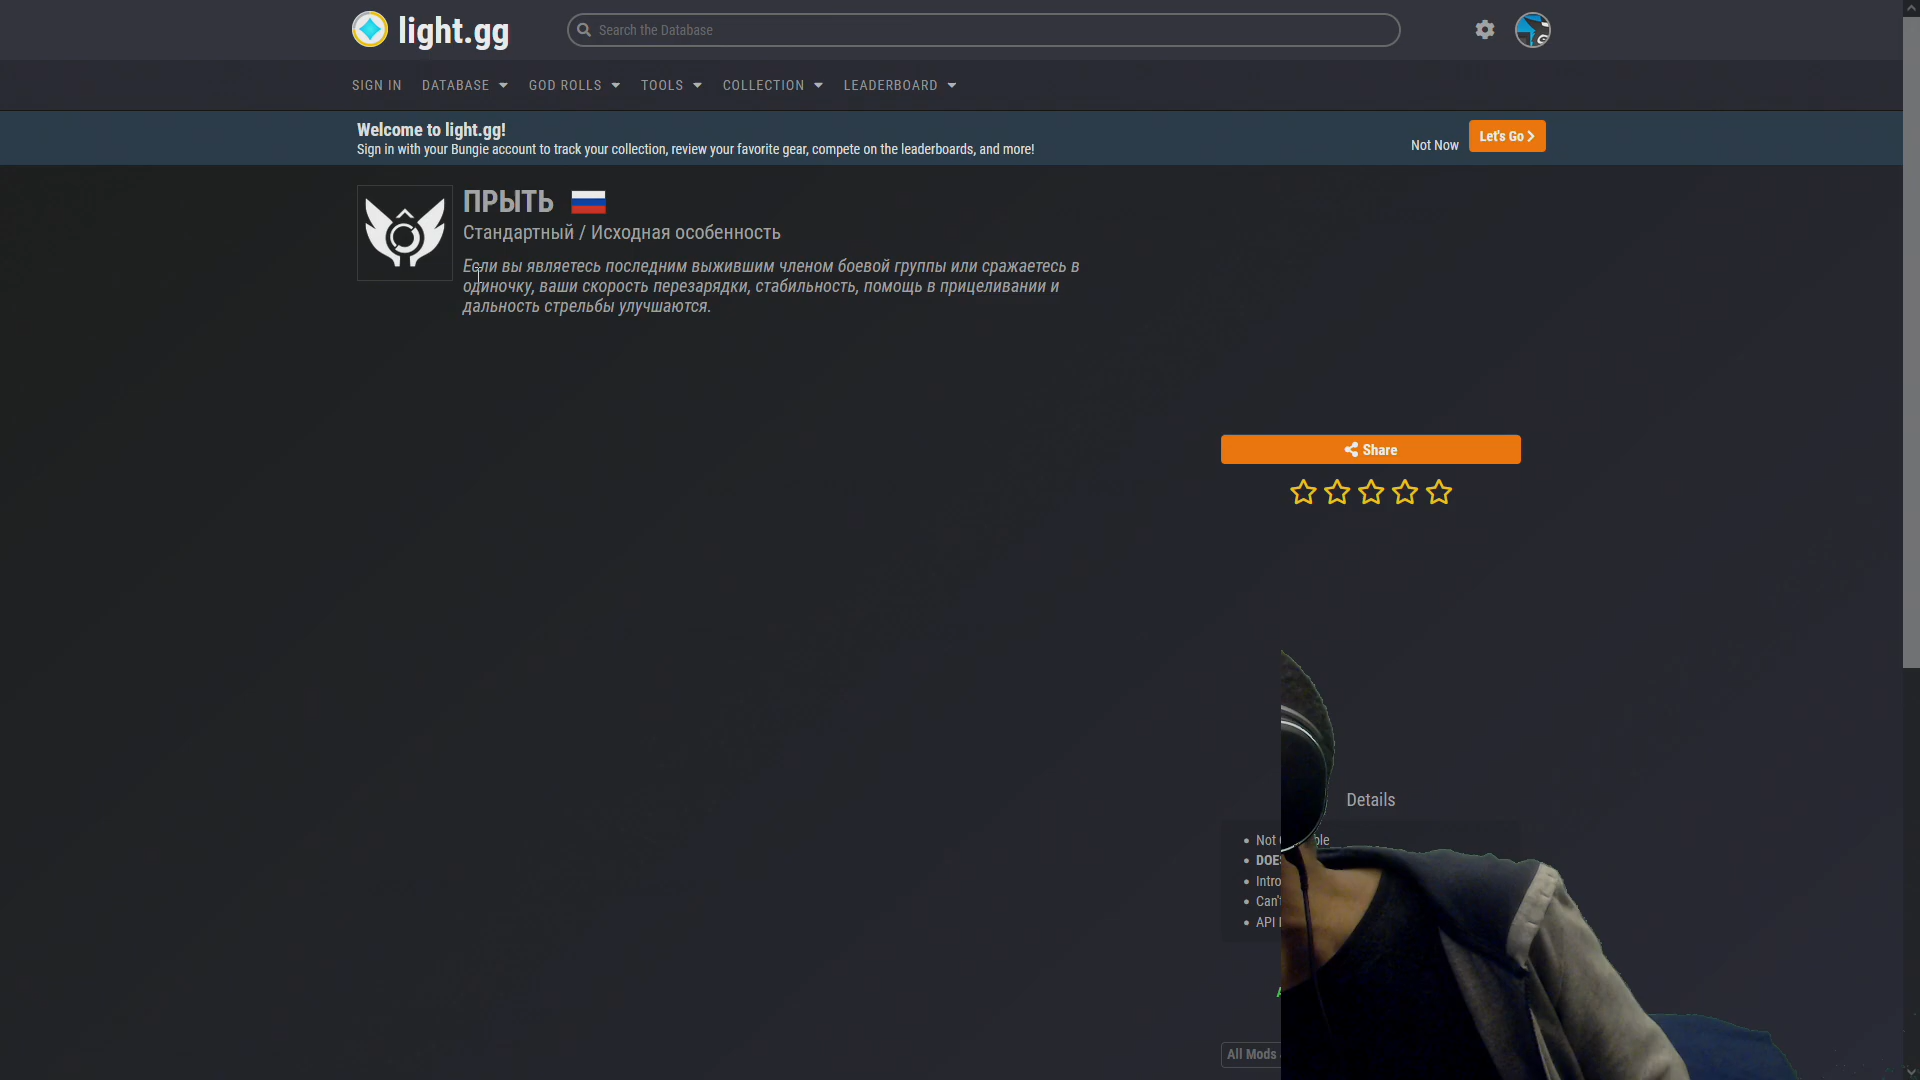 light.gg
Search the Database
SIGN IN DATABASE GOD ROLLS TOOLS COLLECTION LEADERBOARD
Welcome to light.gg!
Sign in with your Bungie account to track your collection, review your favorite gear, compete on the leaderboards, and more!
Not Now
Let's Go
ПРЫТЬ
Стандартный / Исходная особенность
Если вы являетесь последним выжившим членом боевой группы или сражаетесь в
одиночку, ваши скорость перезарядки, стабильность, помощь в прицеливании и
дальность стрельбы улучшаются.
Share
Details
Not
API
All Mods